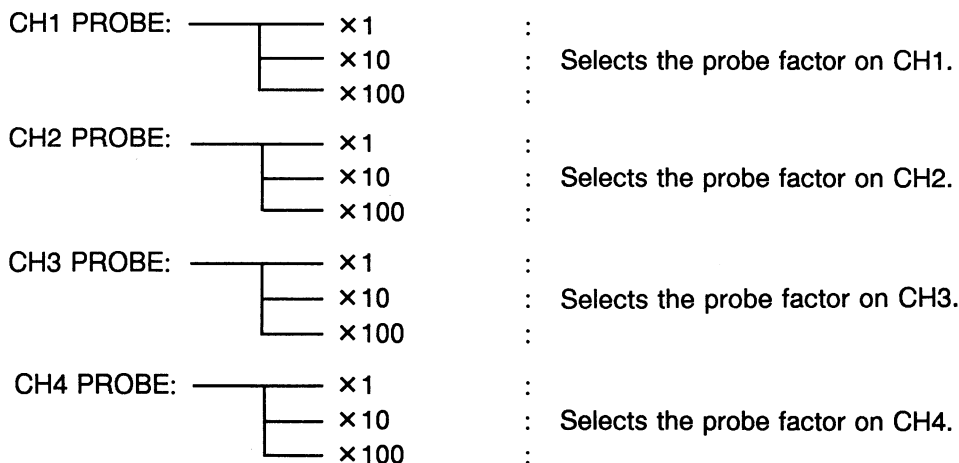 CH1 PROBE: ×1 :
×10 : Selects the probe factor on CH1.
×100 :
CH2 PROBE: ×1 :
×10 : Selects the probe factor on CH2.
×100 :
CH3 PROBE: ×1 :
×10 : Selects the probe factor on CH3.
×100 :
CH4 PROBE: ×1 :
×10 : Selects the probe factor on CH4.
×100 :